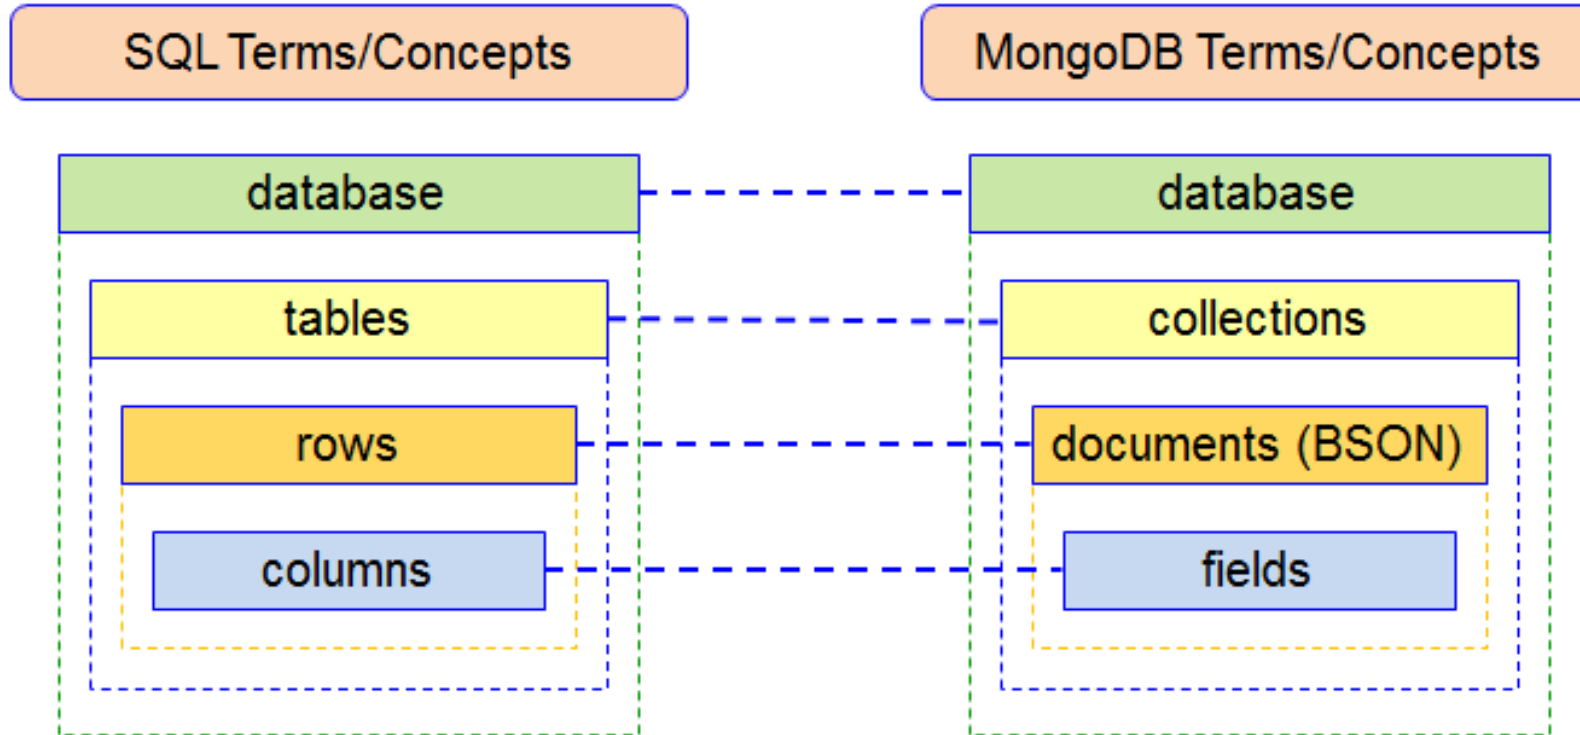 SQL Terms/Concepts
MongoDB Terms/Concepts
database
database
tables
collections
rows
documents (BSON)
columns
fields